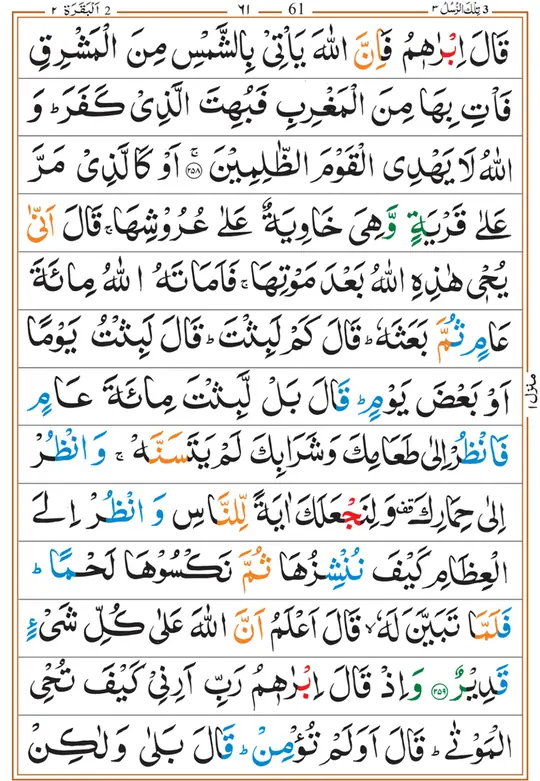 ٣ تِلْكَ الرُّسُلُ 3 61 ٦١ اَلْبَقَرَة ٢ 2
قَالَ اِبْرٰهٖمُ فَاِنَّ اللّٰهَ يَاْتِيْ بِالشَّمْسِ مِنَ الْمَشْرِقِ
فَاْتِ بِهَا مِنَ الْمَغْرِبِ فَبُهِتَ الَّذِيْ كَفَرَ ؕ وَ
اللّٰهُ لَا يَهْدِي الْقَوْمَ الظّٰلِمِيْنَ ۚ ﴿٢٥٨﴾ اَوْ كَالَّذِيْ مَرَّ
عَلٰى قَرْيَةٍ وَّهِيَ خَاوِيَةٌ عَلٰى عُرُوْشِهَا ۚ قَالَ اَنّٰى
يُحْيٖ هٰذِهِ اللّٰهُ بَعْدَ مَوْتِهَا ۚ فَاَمَاتَهُ اللّٰهُ مِائَةَ
عَامٍ ثُمَّ بَعَثَهٗ ؕ قَالَ كَمْ لَبِثْتَ ؕ قَالَ لَبِثْتُ يَوْمًا
اَوْ بَعْضَ يَوْمٍ ؕ قَالَ بَلْ لَّبِثْتَ مِائَةَ عَامٍ
فَانْظُرْ اِلٰى طَعَامِكَ وَشَرَابِكَ لَمْ يَتَسَنَّهْ ۚ وَانْظُرْ
اِلٰى حِمَارِكَ ۫ وَلِنَجْعَلَكَ اٰيَةً لِّلنَّاسِ وَانْظُرْ اِلَى
الْعِظَامِ كَيْفَ نُنْشِزُهَا ثُمَّ نَكْسُوْهَا لَحْمًا ؕ
فَلَمَّا تَبَيَّنَ لَهٗ ۙ قَالَ اَعْلَمُ اَنَّ اللّٰهَ عَلٰى كُلِّ شَيْءٍ
قَدِيْرٌ ﴿٢٥٩﴾ وَاِذْ قَالَ اِبْرٰهٖمُ رَبِّ اَرِنِيْ كَيْفَ تُحْيِ
الْمَوْتٰى ؕ قَالَ اَوَلَمْ تُؤْمِنْ ؕ قَالَ بَلٰى وَلٰكِنْ
منزل ١